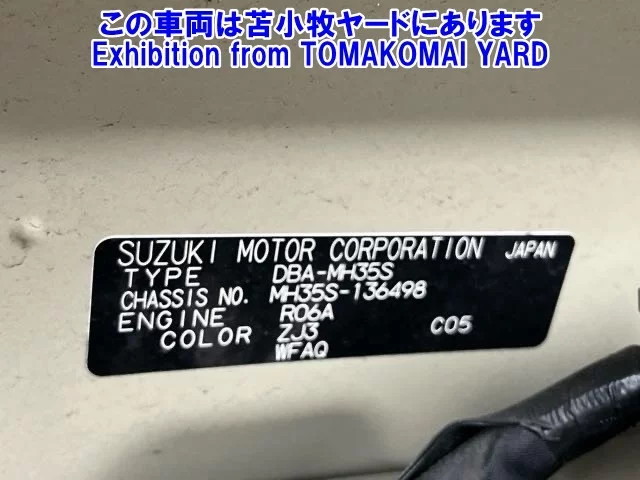 この車両は苫小牧ヤードにあります
Exhibition from TOMAKOMAI YARD
SUZUKI MOTOR CORPORATION JAPAN
TYPE DBA-MH35S
CHASSIS NO. MH35S-136498
ENGINE R06A
COLOR ZJ3 C05
WFAQ